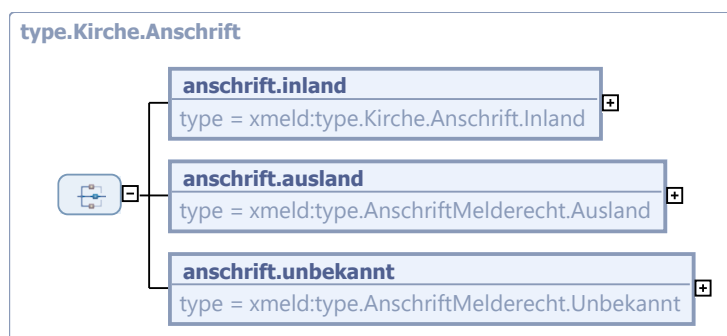 type.Kirche.Anschrift
anschrift.inland
type = xmeld:type.Kirche.Anschrift.Inland
anschrift.ausland
type = xmeld:type.AnschriftMelderecht.Ausland
anschrift.unbekannt
type = xmeld:type.AnschriftMelderecht.Unbekannt